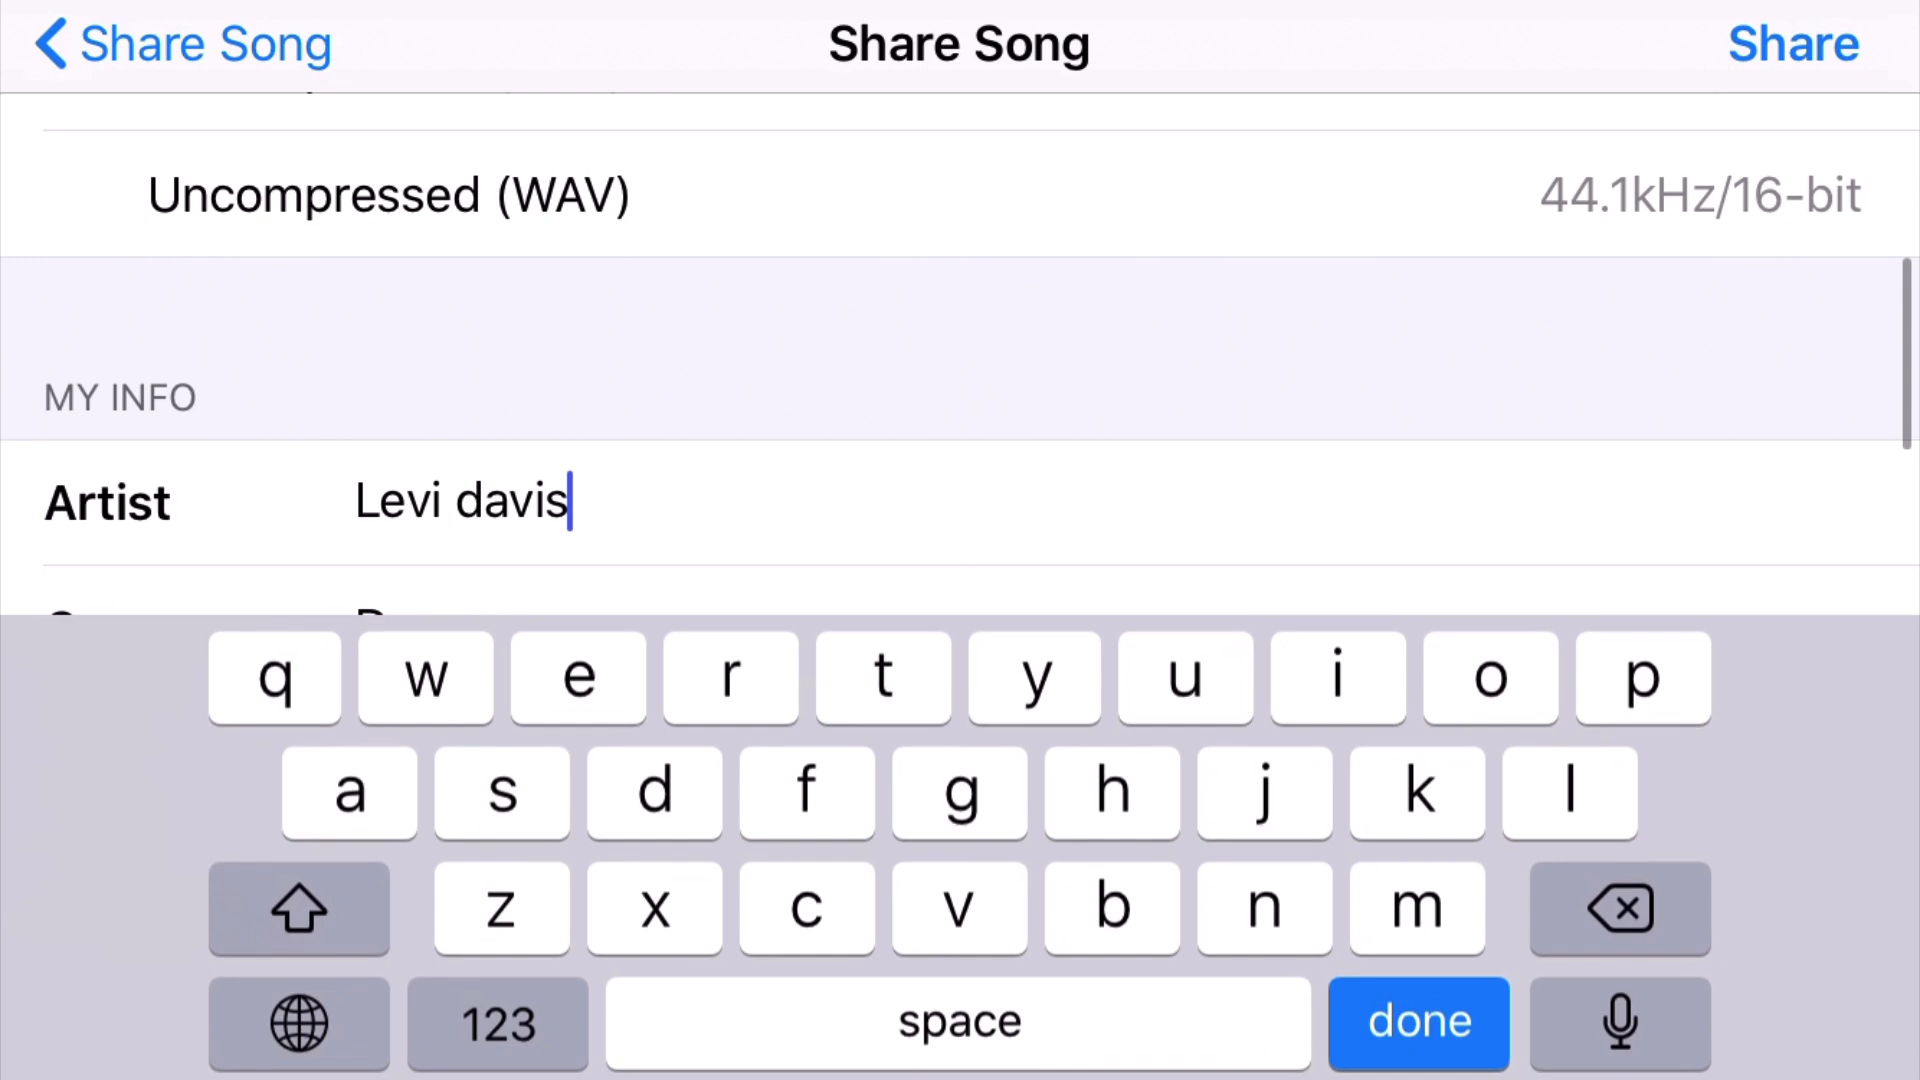 Share Song
Share Song
Share
Uncompressed (WAV)
44.1kHz/16-bit
MY INFO
Artist
Levi davis
q w e r t y u i o p
a s d f g h j k l
z x c v b n m
123
space
done